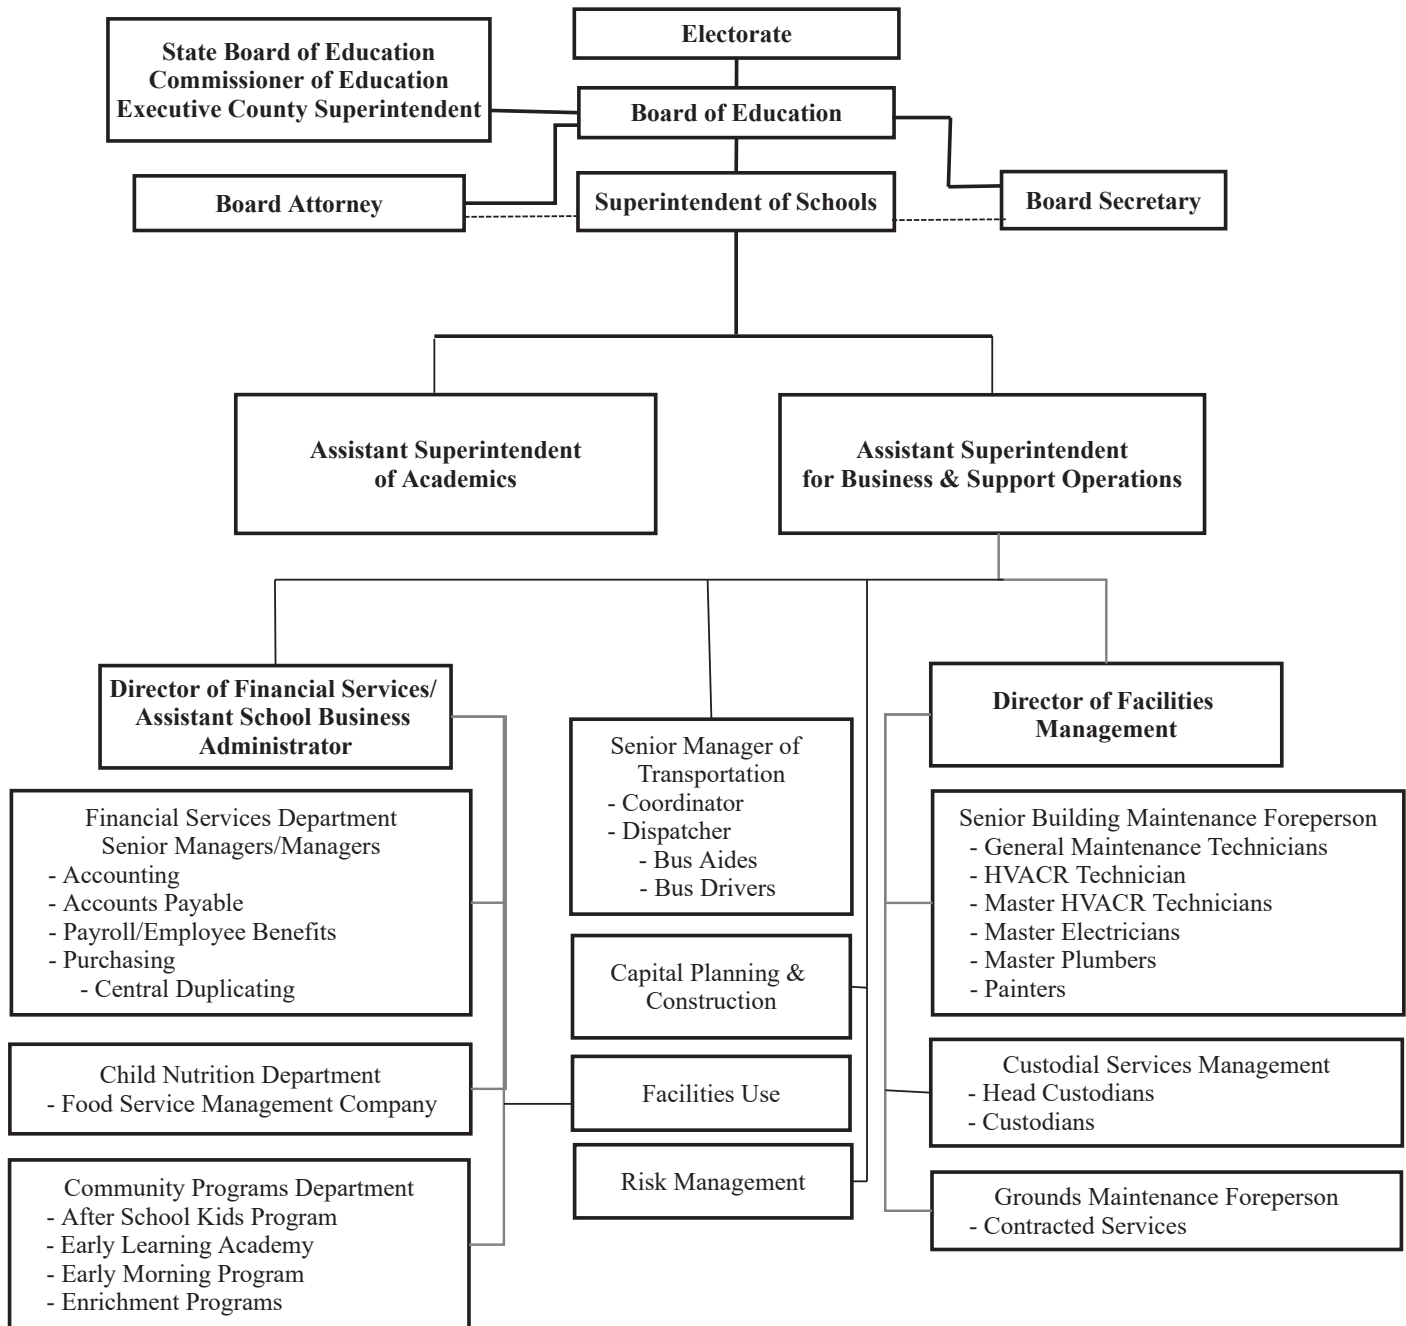 Electorate
State Board of Education
Commissioner of Education
Executive County Superintendent
Board of Education
Board Attorney
Superintendent of Schools
Board Secretary
Assistant Superintendent
of Academics
Assistant Superintendent
for Business & Support Operations
Director of Financial Services/
Assistant School Business
Administrator
Financial Services Department
Senior Managers/Managers
- Accounting
- Accounts Payable
- Payroll/Employee Benefits
- Purchasing
- Central Duplicating
Child Nutrition Department
- Food Service Management Company
Community Programs Department
- After School Kids Program
- Early Learning Academy
- Early Morning Program
- Enrichment Programs
Senior Manager of
Transportation
- Coordinator
- Dispatcher
- Bus Aides
- Bus Drivers
Capital Planning &
Construction
Facilities Use
Risk Management
Director of Facilities
Management
Senior Building Maintenance Foreperson
- General Maintenance Technicians
- HVACR Technician
- Master HVACR Technicians
- Master Electricians
- Master Plumbers
- Painters
Custodial Services Management
- Head Custodians
- Custodians
Grounds Maintenance Foreperson
- Contracted Services